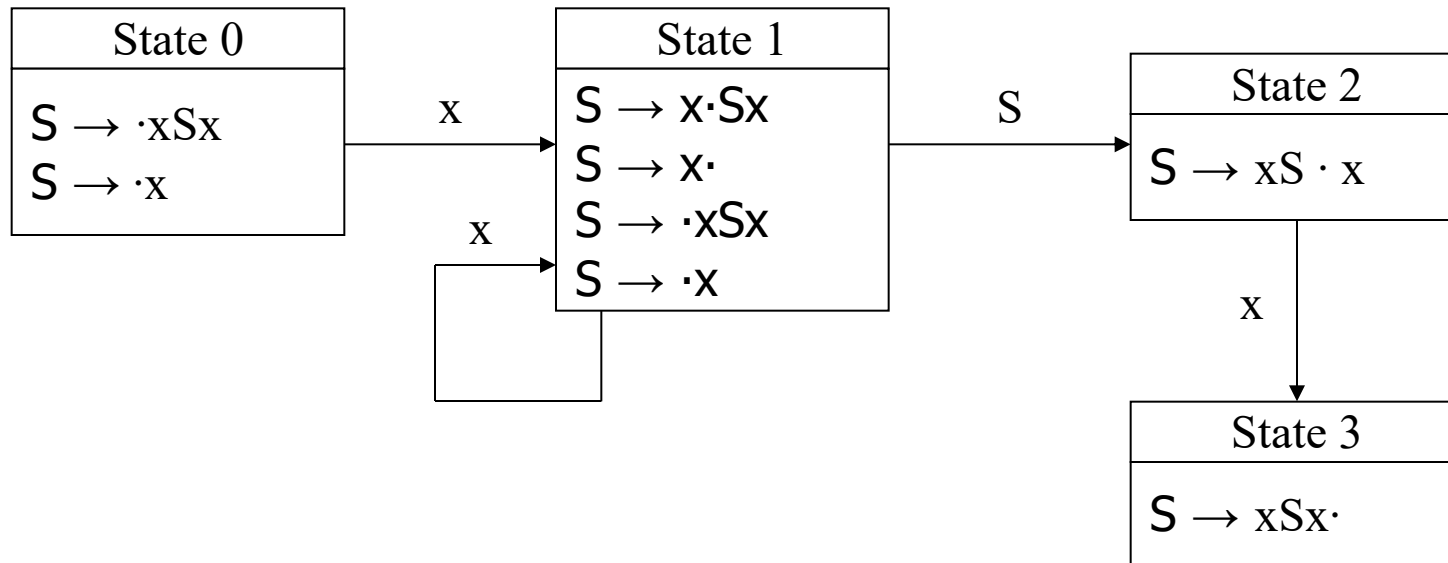 State 0
S → ·xSx
S → ·x
x
State 1
S → x·Sx
S → x·
S → ·xSx
S → ·x
x
S
State 2
S → xS · x
x
State 3
S → xSx·